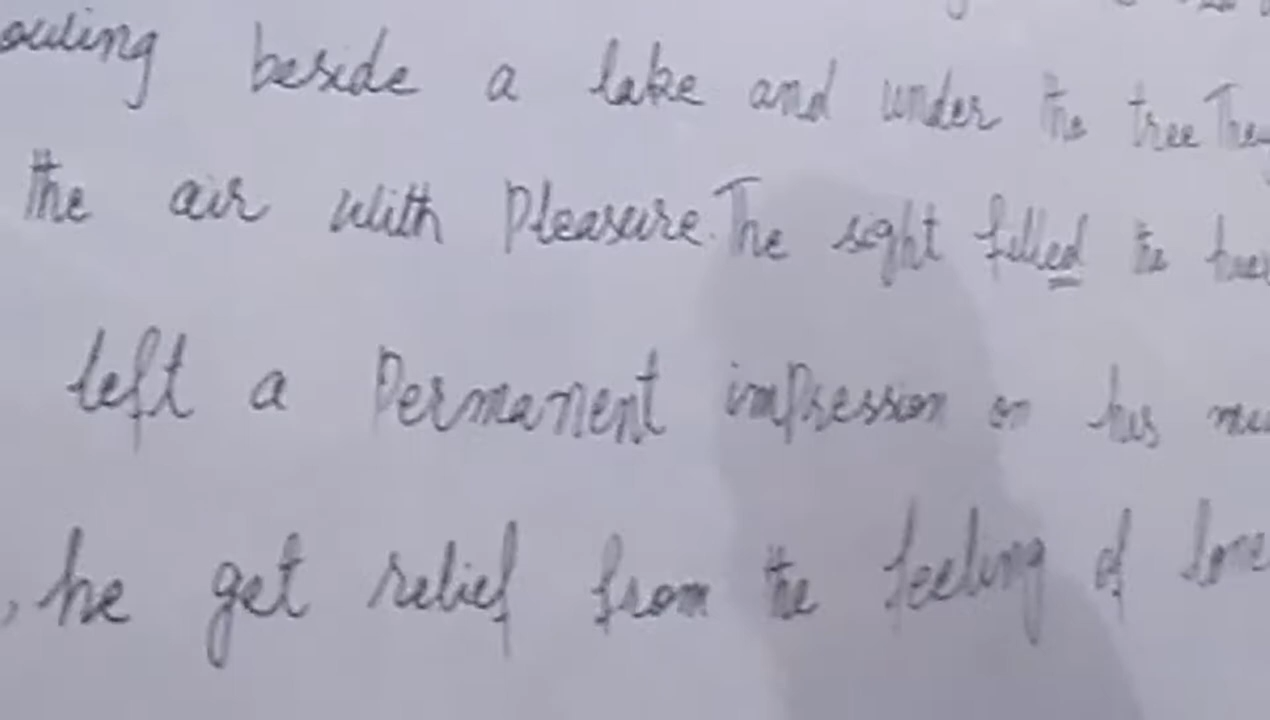 beside a lake and under the tree
the air with Pleasure. The sight filled the
left a Permanent impression on his
, he get relief from the feeling of